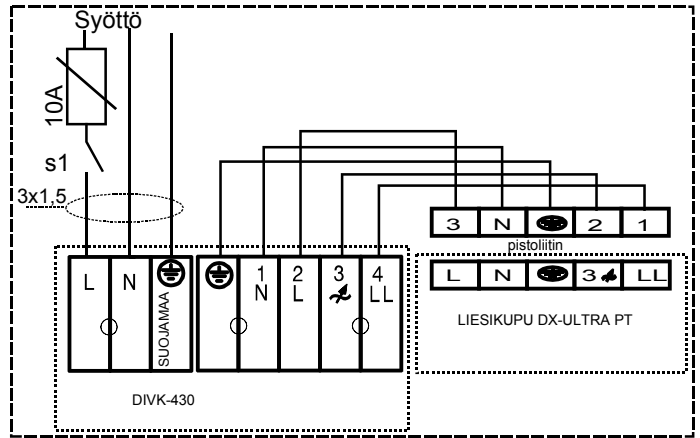 Syöttö
10A
s1
3x1,5
3 N 2 1
pistoliitin
L N SUOJAMAA
1 2 3 4
N L LL
L N 3 LL
LIESIKUPU DX-ULTRA PT
DIVK-430